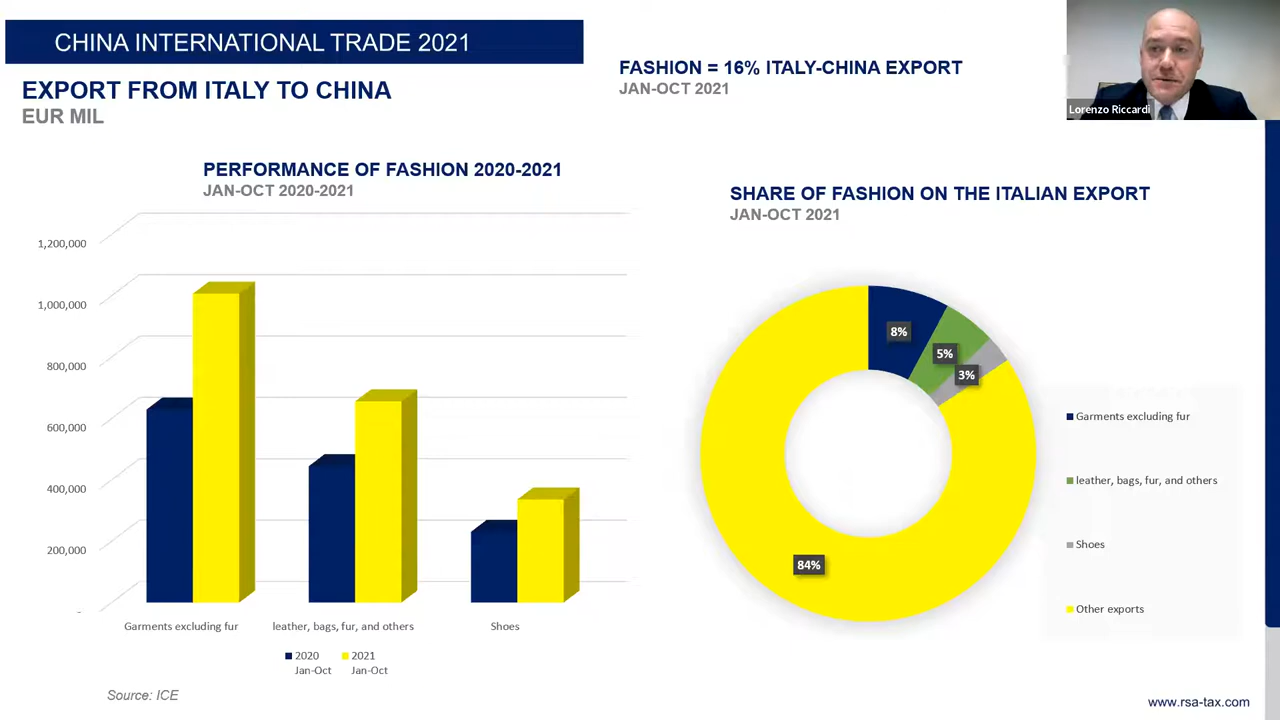 CHINA INTERNATIONAL TRADE 2021
EXPORT FROM ITALY TO CHINA
EUR MIL
FASHION = 16% ITALY-CHINA EXPORT
JAN-OCT 2021
Lorenzo Riccardi
PERFORMANCE OF FASHION 2020-2021
JAN-OCT 2020-2021
1,200,000
1,000,000
800,000
600,000
400,000
200,000
-
Garments excluding fur
leather, bags, fur, and others
Shoes
2020
Jan-Oct
2021
Jan-Oct
Source: ICE
SHARE OF FASHION ON THE ITALIAN EXPORT
JAN-OCT 2021
8%
5%
3%
84%
Garments excluding fur
leather, bags, fur, and others
Shoes
Other exports
www.rsa-tax.com